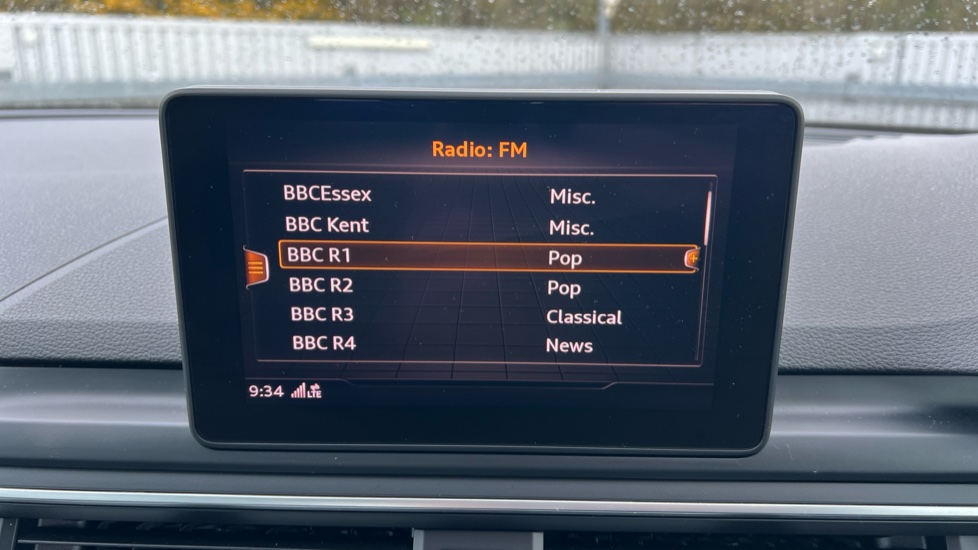 Radio: FM
BBCEssex Misc.
BBC Kent Misc.
BBC R1 Pop
BBC R2 Pop
BBC R3 Classical
BBC R4 News
9:34 LTE